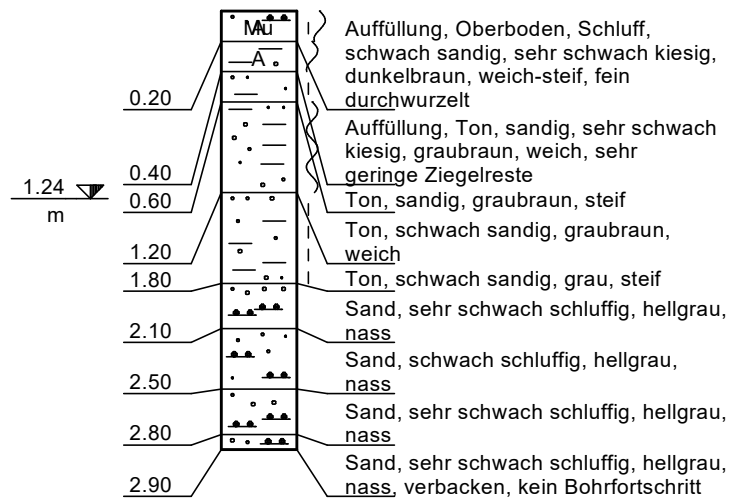 Mu
Au
A
0.20
0.40
1.24
m
0.60
1.20
1.80
2.10
2.50
2.80
2.90
Auffüllung, Oberboden, Schluff,
schwach sandig, sehr schwach kiesig,
dunkelbraun, weich-steif, fein
durchwurzelt
Auffüllung, Ton, sandig, sehr schwach
kiesig, graubraun, weich, sehr
geringe Ziegelreste
Ton, sandig, graubraun, steif
Ton, schwach sandig, graubraun,
weich
Ton, schwach sandig, grau, steif
Sand, sehr schwach schluffig, hellgrau,
nass
Sand, schwach schluffig, hellgrau,
nass
Sand, sehr schwach schluffig, hellgrau,
nass
Sand, sehr schwach schluffig, hellgrau,
nass, verbacken, kein Bohrfortschritt